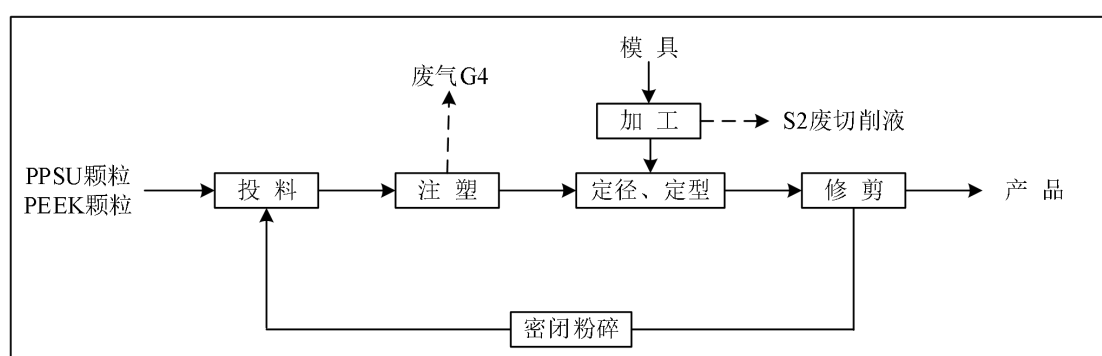 模 具
废气G4
加 工
S2废切削液
PPSU颗粒
PEEK颗粒
投 料
注 塑
定径、定型
修 剪
产 品
密闭粉碎